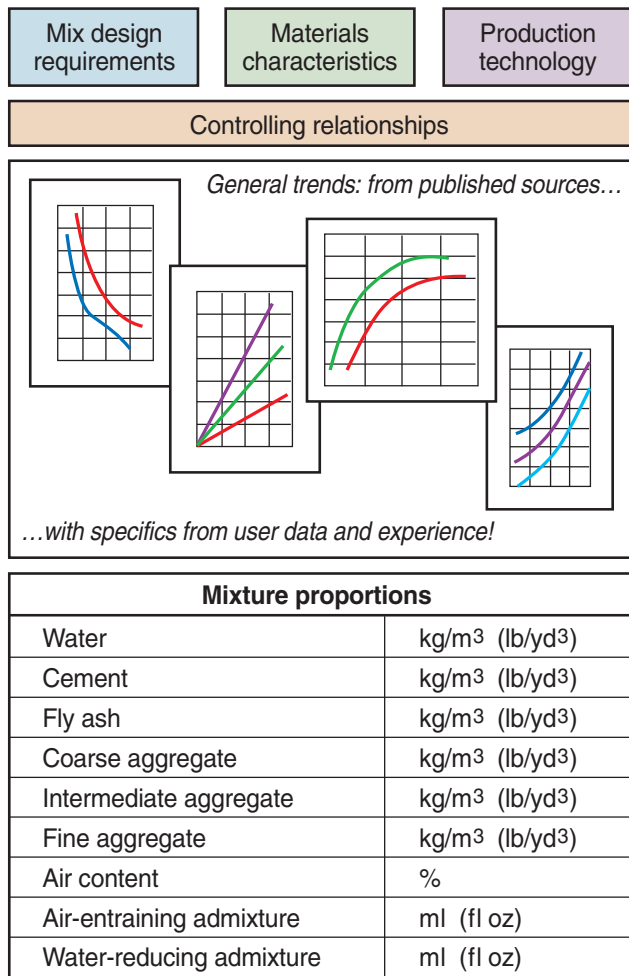 Mix design
requirements
Materials
characteristics
Production
technology
Controlling relationships
General trends: from published sources…
…with specifics from user data and experience!
Mixture proportions
Water kg/m³ (lb/yd³)
Cement kg/m³ (lb/yd³)
Fly ash kg/m³ (lb/yd³)
Coarse aggregate kg/m³ (lb/yd³)
Intermediate aggregate kg/m³ (lb/yd³)
Fine aggregate kg/m³ (lb/yd³)
Air content %
Air-entraining admixture ml (fl oz)
Water-reducing admixture ml (fl oz)